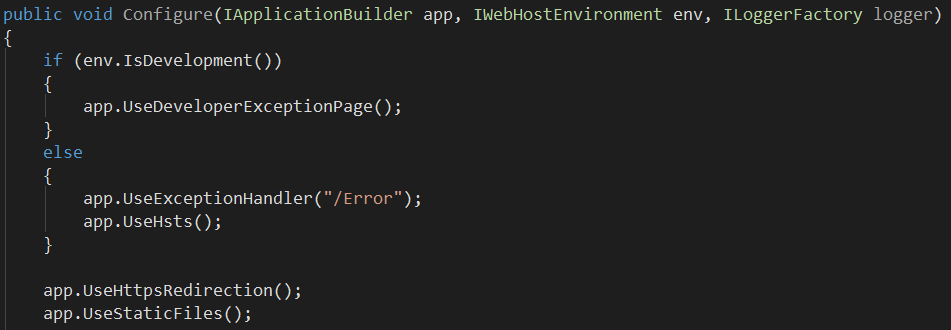 public void Configure(IApplicationBuilder app, IWebHostEnvironment env, ILoggerFactory logger)
{
    if (env.IsDevelopment())
    {
        app.UseDeveloperExceptionPage();
    }
    else
    {
        app.UseExceptionHandler("/Error");
        app.UseHsts();
    }

    app.UseHttpsRedirection();
    app.UseStaticFiles();